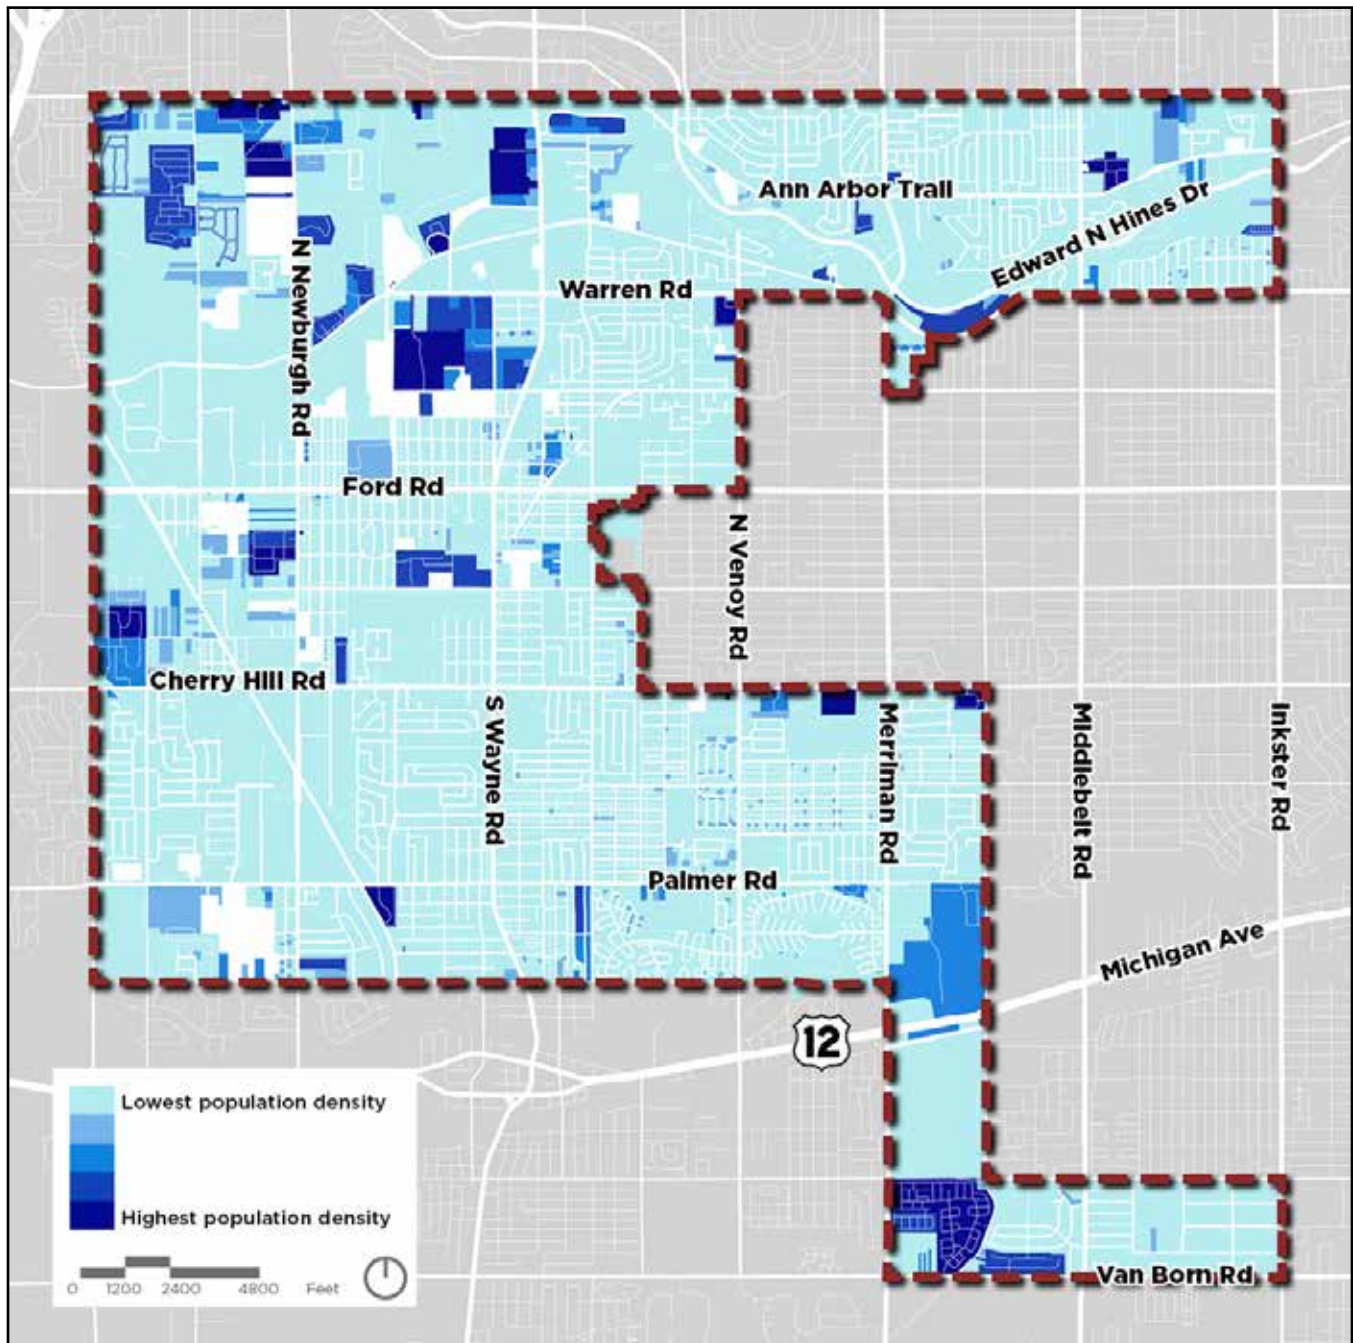 Ann Arbor Trail
Edward N Hines Dr
N Newburgh Rd
Warren Rd
Ford Rd
N Venoy Rd
Cherry Hill Rd
S Wayne Rd
Merriman Rd
Middlebelt Rd
Inkster Rd
Palmer Rd
Michigan Ave
12
Lowest population density
Highest population density
0 1200 2400 4800 Feet
Van Born Rd